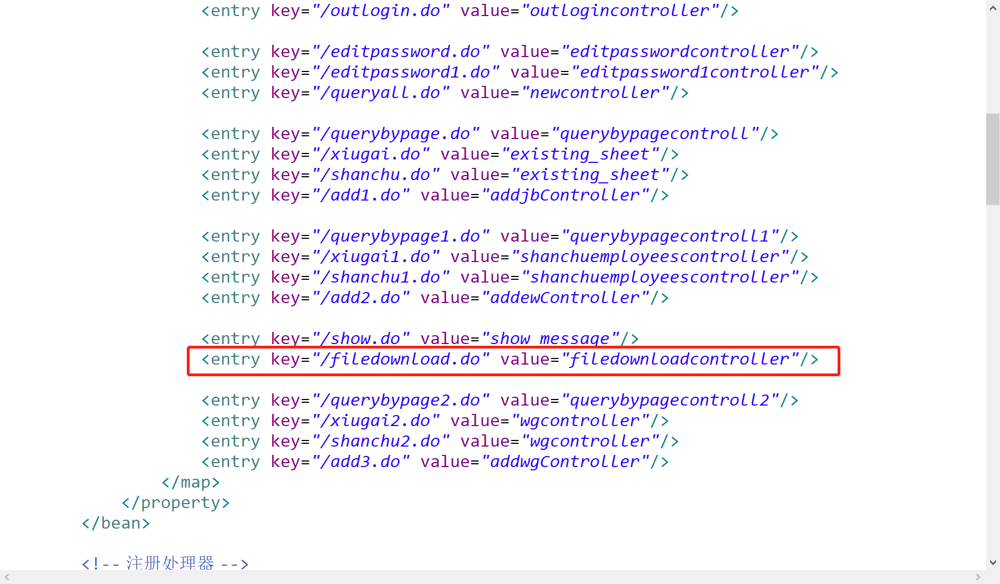 <entry key="/outlogin.do" value="outlogincontroller"/>
<entry key="/editpassword.do" value="editpasswordcontroller"/>
<entry key="/editpassword1.do" value="editpassword1controller"/>
<entry key="/queryall.do" value="newcontroller"/>
<entry key="/querybypage.do" value="querybypagecontroll"/>
<entry key="/xiugai.do" value="existing_sheet"/>
<entry key="/shanchu.do" value="existing_sheet"/>
<entry key="/add1.do" value="addjbController"/>
<entry key="/querybypage1.do" value="querybypagecontroll1"/>
<entry key="/xiugai1.do" value="shanchuemployeescontroller"/>
<entry key="/shanchu1.do" value="shanchuemployeescontroller"/>
<entry key="/add2.do" value="addewController"/>
<entry key="/show.do" value="show message"/>
<entry key="/filedownload.do" value="filedownloadcontroller"/>
<entry key="/querybypage2.do" value="querybypagecontroll2"/>
<entry key="/xiugai2.do" value="wgcontroller"/>
<entry key="/shanchu2.do" value="wgcontroller"/>
<entry key="/add3.do" value="addwgController"/>
</map>
</property>
</bean>
<!-- 注册处理器 -->